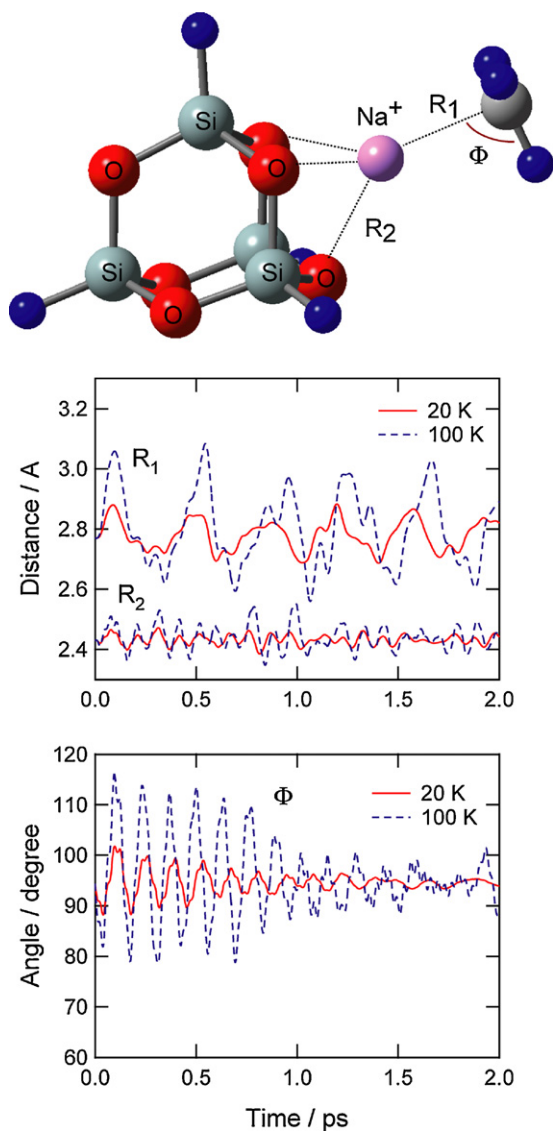 Si
Na⁺
R₁
Φ
O
O
R₂
Si
Si
O
O
3.2
20 K
100 K
R₁
3.0
2.8
Distance / A
2.6
R₂
2.4
0.0 0.5 1.0 1.5 2.0
120
Φ
20 K
110
100 K
100
90
Angle / degree
80
70
60
0.0 0.5 1.0 1.5 2.0
Time / ps